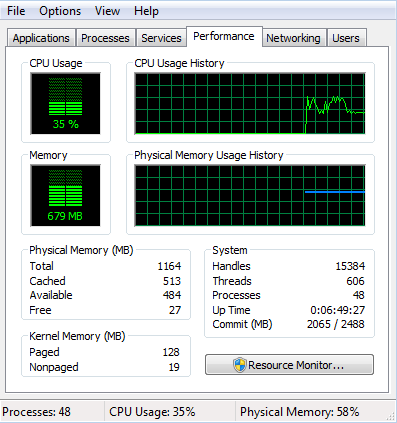 File Options View Help
Applications Processes Services Performance Networking Users
CPU Usage CPU Usage History
35 %
Memory Physical Memory Usage History
679 MB
Physical Memory (MB)
Total 1164
Cached 513
Available 484
Free 27
Kernel Memory (MB)
Paged 128
Nonpaged 19
System
Handles 15384
Threads 606
Processes 48
Up Time 0:06:49:27
Commit (MB) 2065 / 2488
Resource Monitor...
Processes: 48 CPU Usage: 35% Physical Memory: 58%